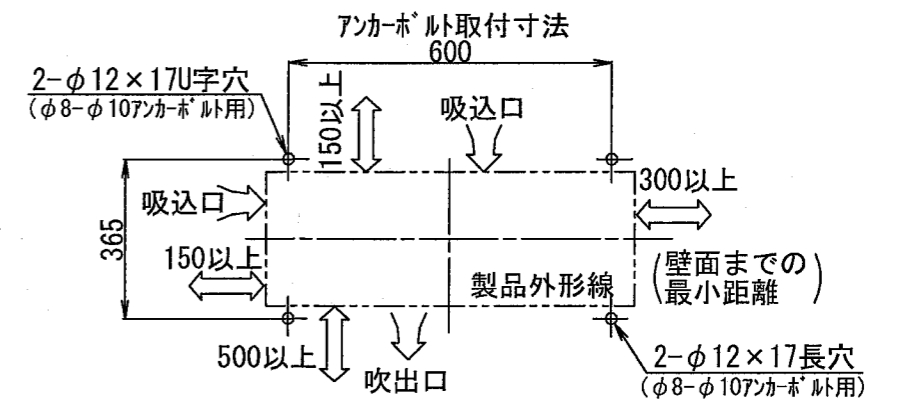 アンカーボルト取付寸法
600
2-φ12×17U字穴
(φ8-φ10アンカーボルト用)
150以上
吸込口
300以上
吸込口
365
150以上
(壁面までの
最小距離)
製品外形線
500以上
吹出口
2-φ12×17長穴
(φ8-φ10アンカーボルト用)